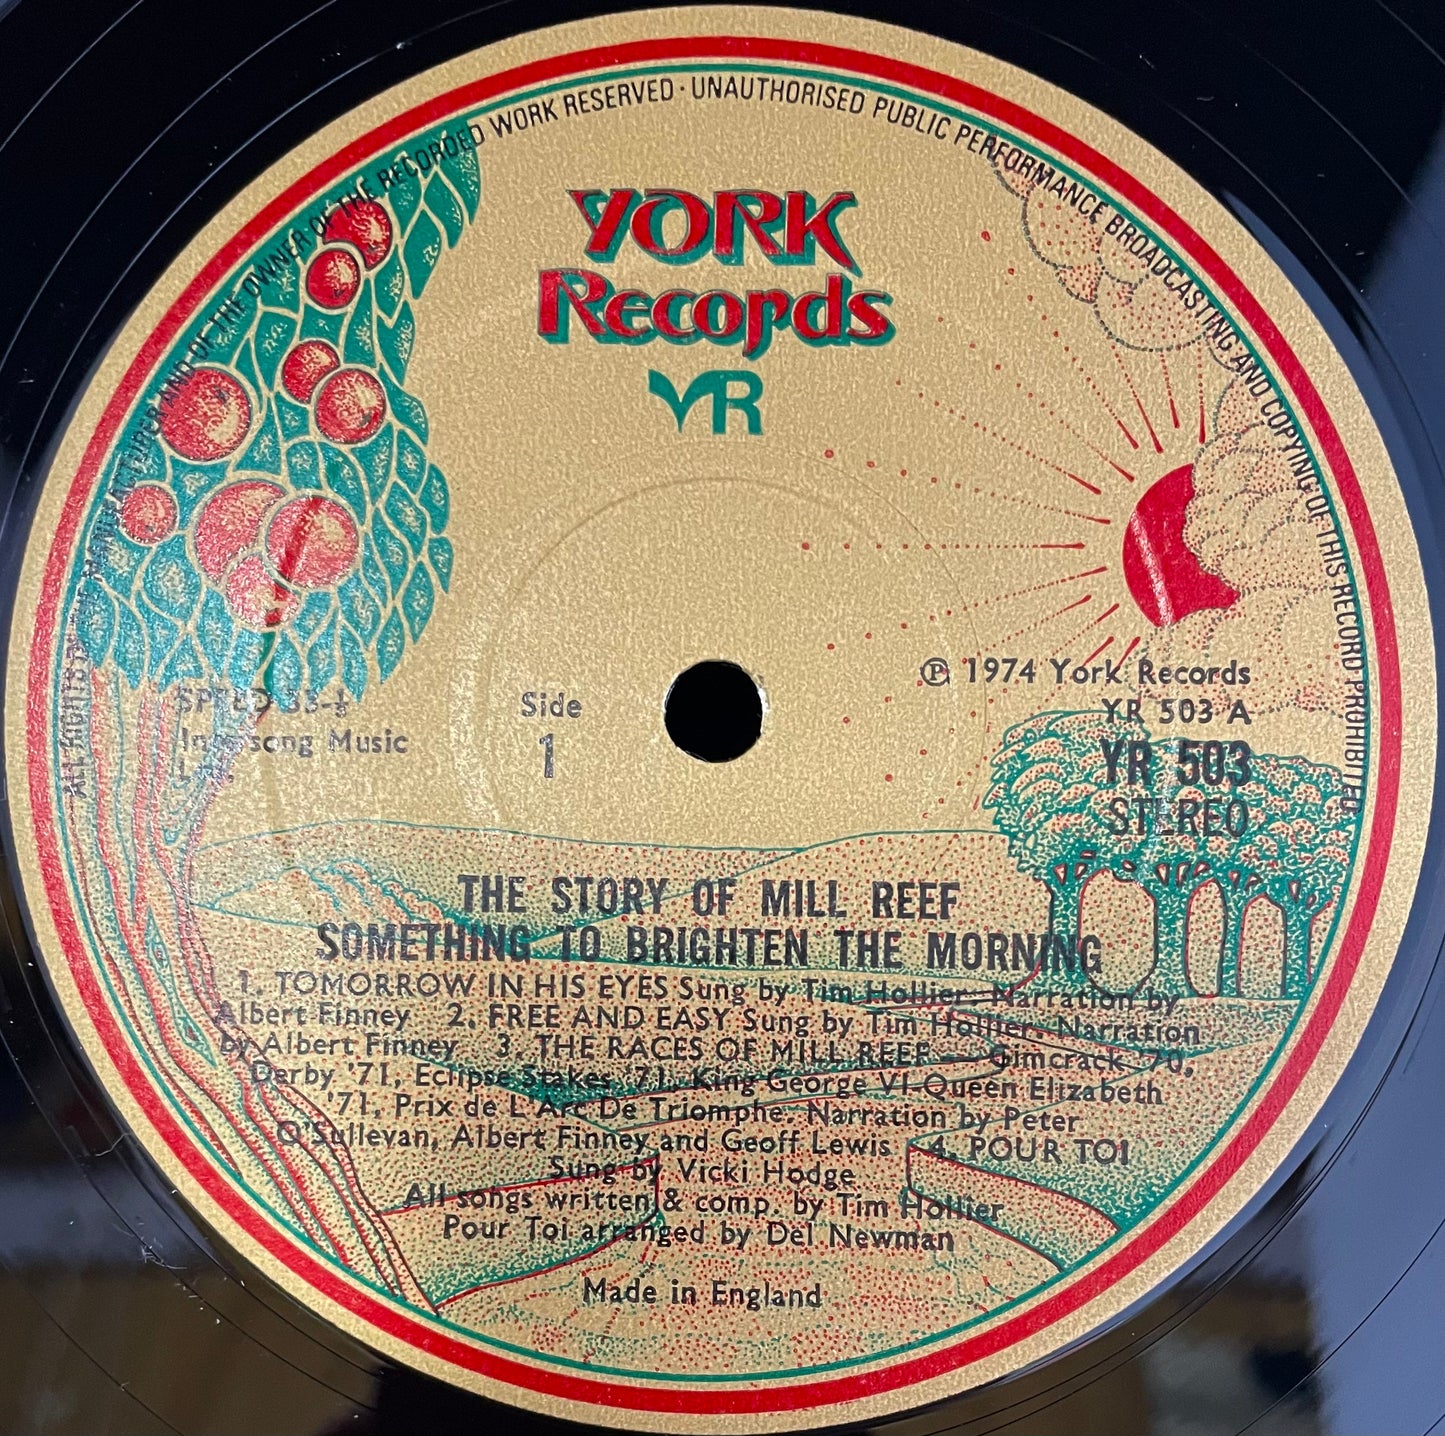 ALL RIGHTS OF THE MANUFACTURER AND OF THE OWNER OF THE RECORDED WORK RESERVED · UNAUTHORISED PUBLIC PERFORMANCE BROADCASTING AND COPYING OF THIS RECORD PROHIBITED
YORK
Records
YR
℗ 1974 York Records
SPEED 33-⅓
Side
YR 503 A
Intersong Music
1
YR 503
STEREO
THE STORY OF MILL REEF
SOMETHING TO BRIGHTEN THE MORNING
1. TOMORROW IN HIS EYES Sung by Tim Hollier. Narration by
Albert Finney 2. FREE AND EASY Sung by Tim Hollier. Narration
by Albert Finney 3. THE RACES OF MILL REEF — Gimcrack '70,
Derby '71, Eclipse Stakes '71, King George VI Queen Elizabeth
'71, Prix de L'Arc De Triomphe. Narration by Peter
O'Sullevan, Albert Finney and Geoff Lewis 4. POUR TOI
Sung by Vicki Hodge
All songs written & comp. by Tim Hollier
Pour Toi arranged by Del Newman
Made in England